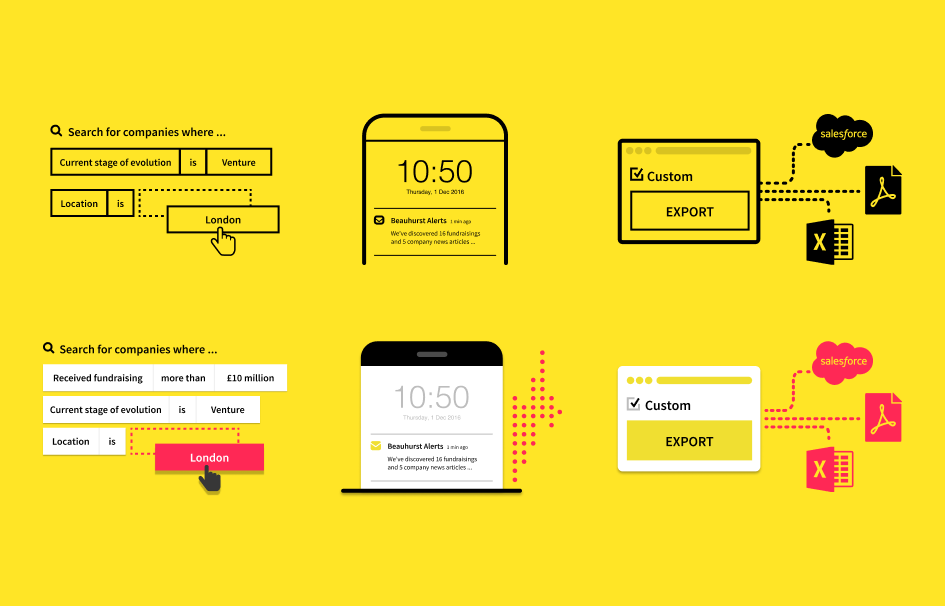 Search for companies where ...
Current stage of evolution is Venture
Location is
London
10:50
Thursday, 1 Dec 2016
Beauhurst Alerts 1 min ago
We've discovered 16 fundraisings
and 5 company news articles ...
Custom
EXPORT
salesforce
X
Search for companies where ...
Received fundraising more than £10 million
Current stage of evolution is Venture
Location is
London
10:50
Thursday, 1 Dec 2016
Beauhurst Alerts 1 min ago
We've discovered 16 fundraisings
and 5 company news articles ...
Custom
EXPORT
salesforce
X